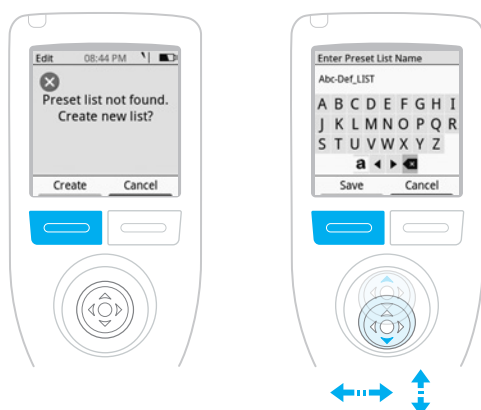 Edit 08:44 PM
Preset list not found.
Create new list?
Create Cancel
Enter Preset List Name
Abc-Def_LIST
A B C D E F G H I
J K L M N O P Q R
S T U V W X Y Z
a
Save Cancel